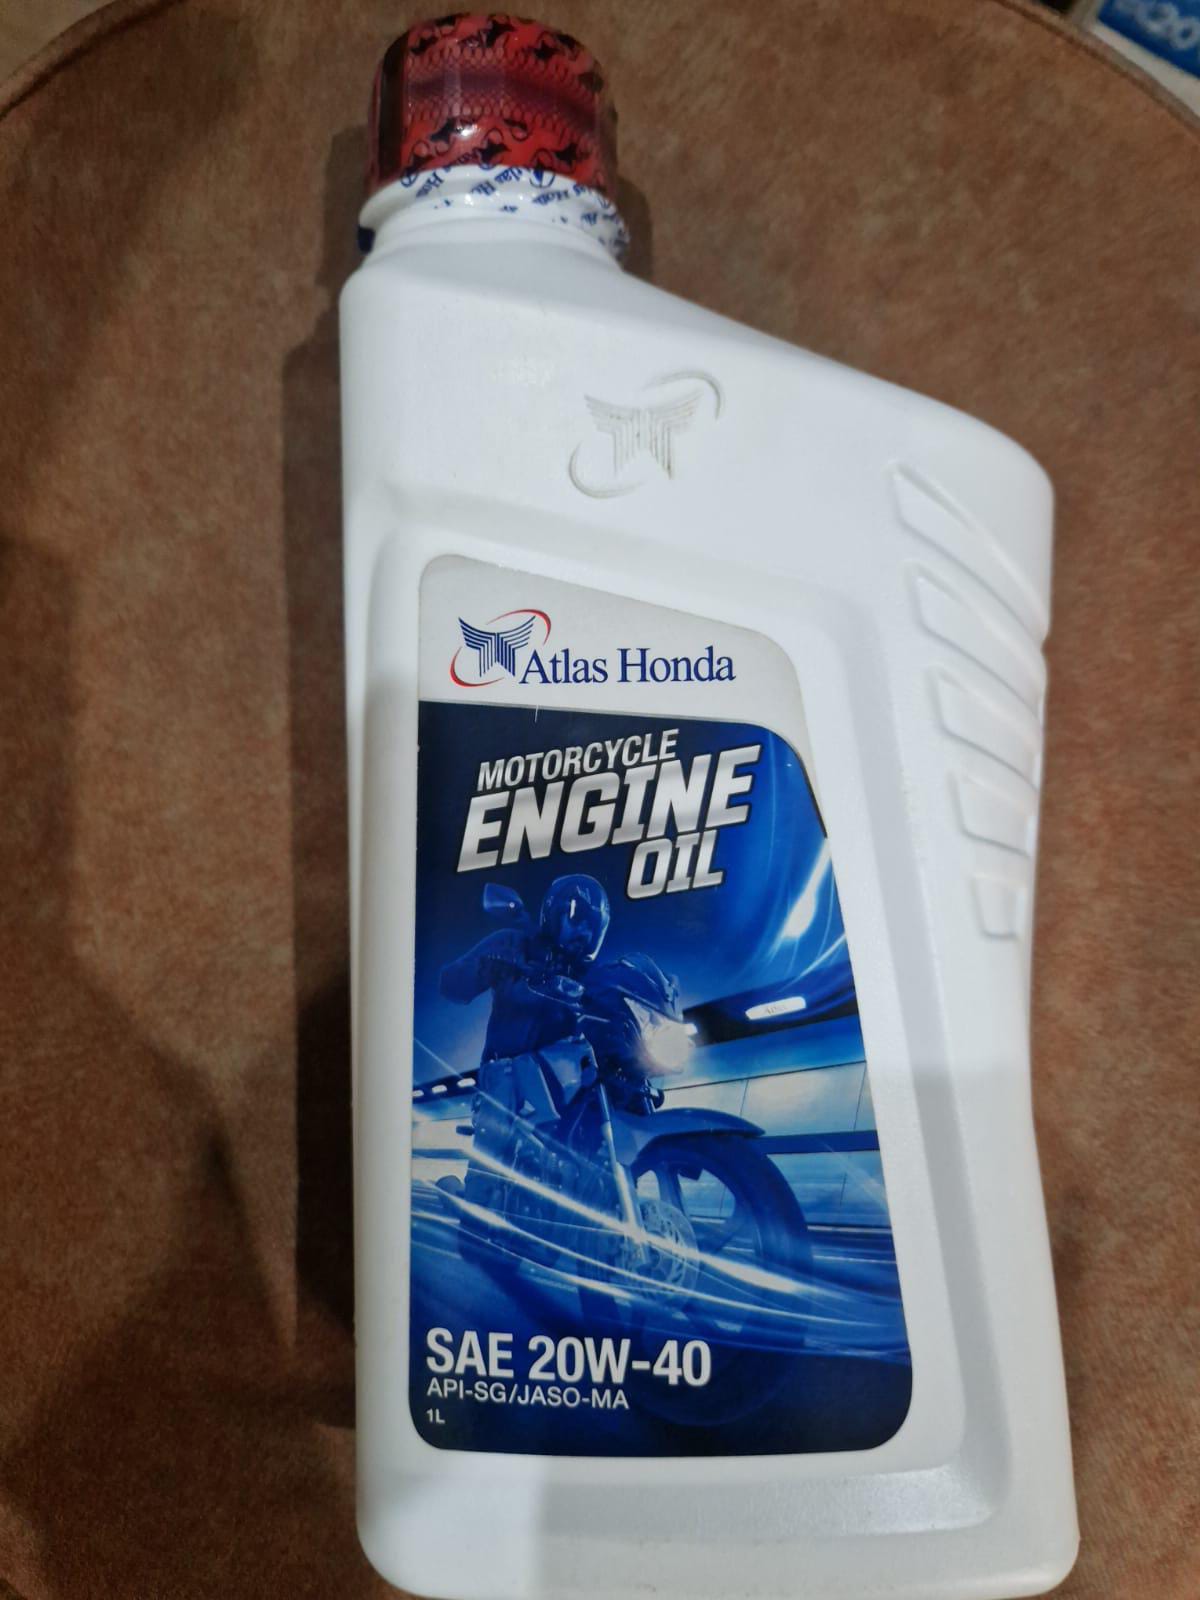 Atlas Honda
MOTORCYCLE
ENGINE
OIL
SAE 20W-40
API-SG/JASO-MA
1L